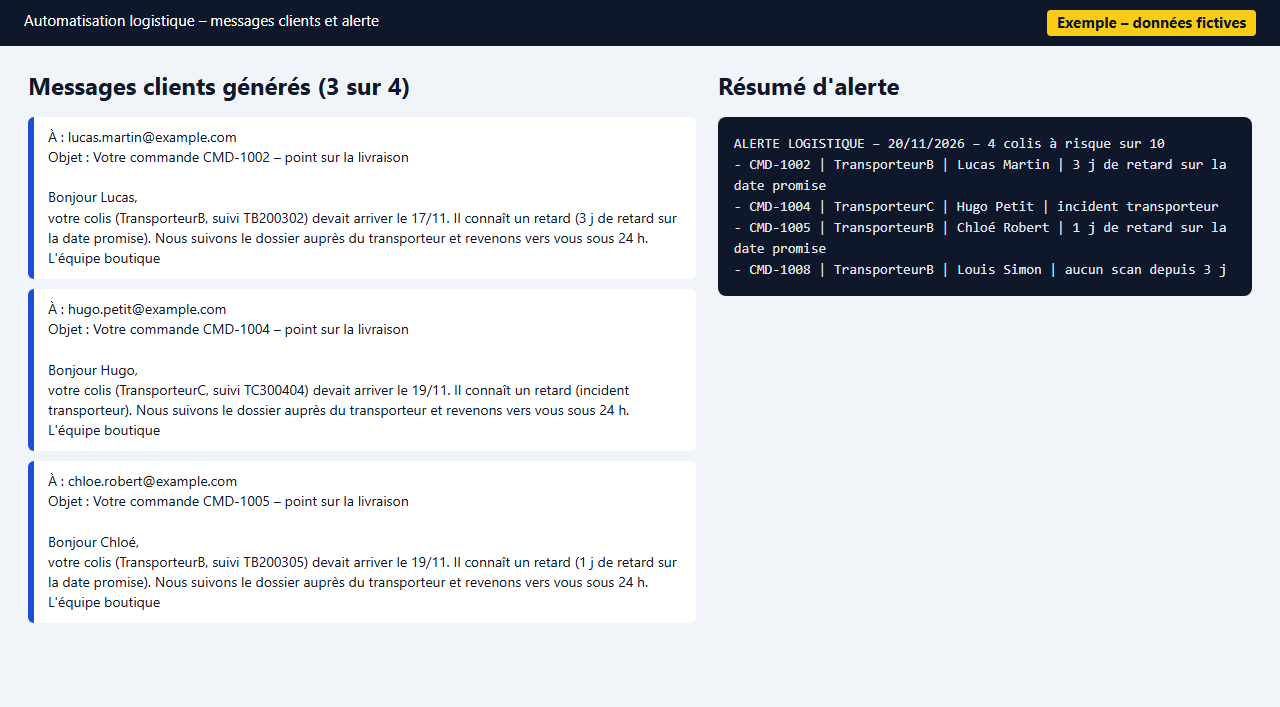 Automatisation logistique – messages clients et alerte
Exemple – données fictives
Messages clients générés (3 sur 4)
À : lucas.martin@example.com
Objet : Votre commande CMD-1002 – point sur la livraison
Bonjour Lucas,
votre colis (TransporteurB, suivi TB200302) devait arriver le 17/11. Il connaît un retard (3 j de retard sur
la date promise). Nous suivons le dossier auprès du transporteur et revenons vers vous sous 24 h.
L'équipe boutique
À : hugo.petit@example.com
Objet : Votre commande CMD-1004 – point sur la livraison
Bonjour Hugo,
votre colis (TransporteurC, suivi TC300404) devait arriver le 19/11. Il connaît un retard (incident
transporteur). Nous suivons le dossier auprès du transporteur et revenons vers vous sous 24 h.
L'équipe boutique
À : chloe.robert@example.com
Objet : Votre commande CMD-1005 – point sur la livraison
Bonjour Chloé,
votre colis (TransporteurB, suivi TB200305) devait arriver le 19/11. Il connaît un retard (1 j de retard sur
la date promise). Nous suivons le dossier auprès du transporteur et revenons vers vous sous 24 h.
L'équipe boutique
Résumé d'alerte
ALERTE LOGISTIQUE – 20/11/2026 – 4 colis à risque sur 10
- CMD-1002 | TransporteurB | Lucas Martin | 3 j de retard sur la
date promise
- CMD-1004 | TransporteurC | Hugo Petit | incident transporteur
- CMD-1005 | TransporteurB | Chloé Robert | 1 j de retard sur la
date promise
- CMD-1008 | TransporteurB | Louis Simon | aucun scan depuis 3 j